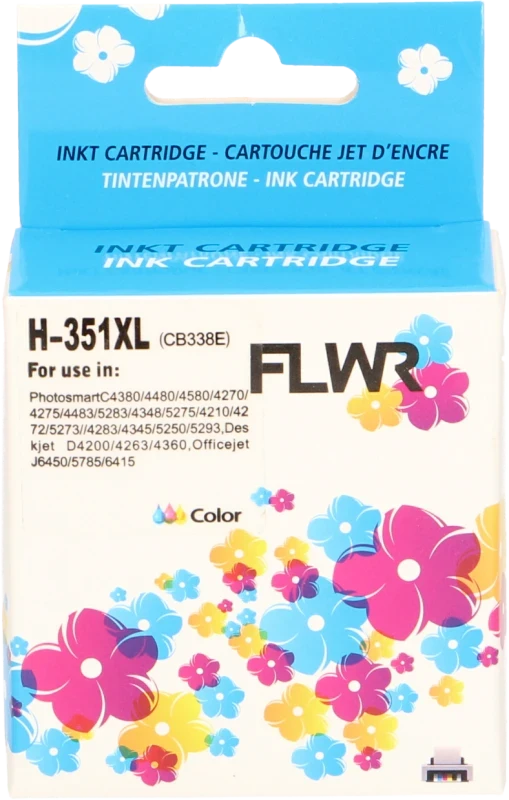 INKT CARTRIDGE - CARTOUCHE JET D'ENCRE
TINTENPATRONE - INK CARTRIDGE
INKT CARTRIDGE
INK CARTRIDGE
H-351XL (CB338E)
FLWR
For use in:
PhotosmartC4380/4480/4580/4270/
4275/4483/5283/4348/5275/4210/42
72/5273//4283/4345/5250/5293,Des
kjet D4200/4263/4360,Officejet
J6450/5785/6415
Color